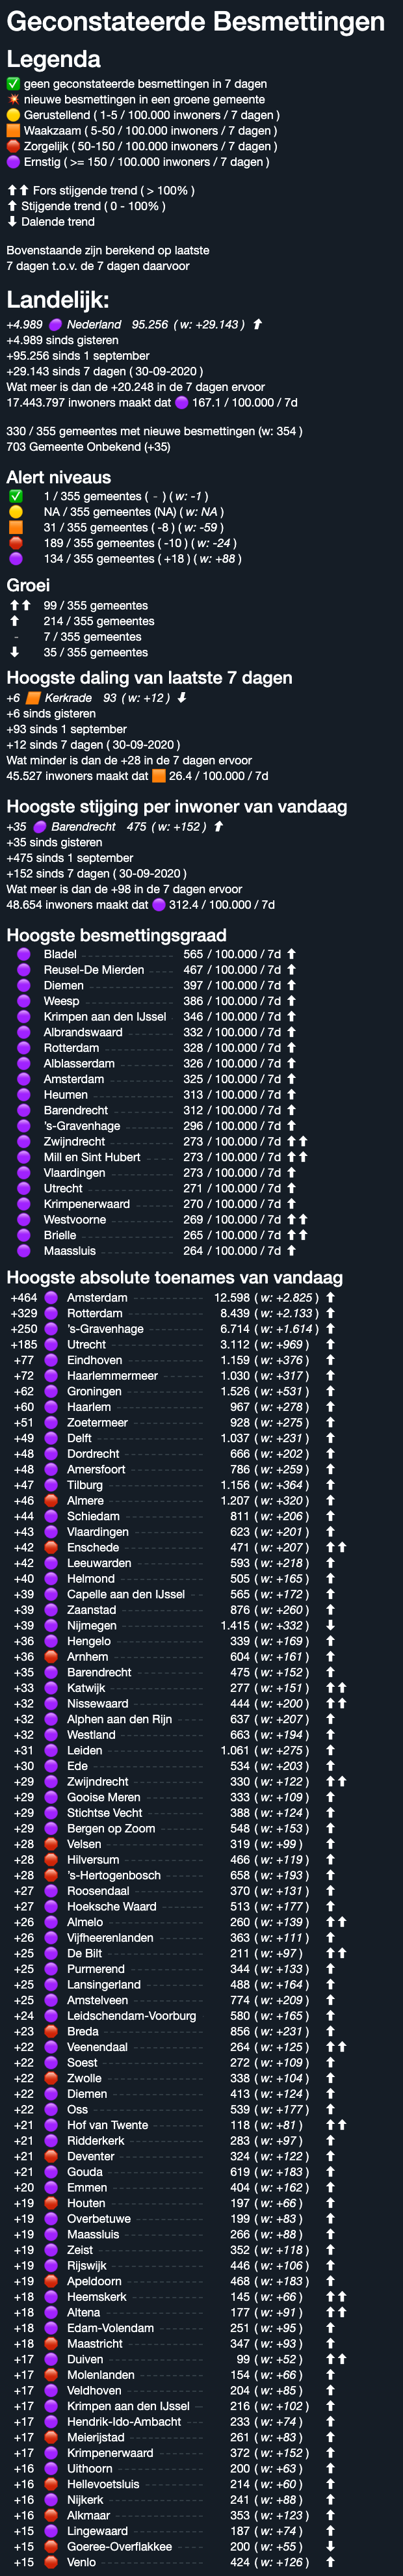 Geconstateerde Besmettingen
Legenda
✅ geen geconstateerde besmettingen in 7 dagen
💥 nieuwe besmettingen in een groene gemeente
🟡 Gerustellend ( 1-5 / 100.000 inwoners / 7 dagen )
🟧 Waakzaam ( 5-50 / 100.000 inwoners / 7 dagen )
🔴 Zorgelijk ( 50-150 / 100.000 inwoners / 7 dagen )
🟣 Ernstig ( >= 150 / 100.000 inwoners / 7 dagen )
⬆⬆ Fors stijgende trend ( > 100% )
⬆ Stijgende trend ( 0 - 100% )
⬇ Dalende trend
Bovenstaande zijn berekend op laatste
7 dagen t.o.v. de 7 dagen daarvoor
Landelijk:
+4.989 🟣 Nederland 95.256 ( w: +29.143 ) ⬆
+4.989 sinds gisteren
+95.256 sinds 1 september
+29.143 sinds 7 dagen ( 30-09-2020 )
Wat meer is dan de +20.248 in de 7 dagen ervoor
17.443.797 inwoners maakt dat 🟣 167.1 / 100.000 / 7d
330 / 355 gemeentes met nieuwe besmettingen (w: 354 )
703 Gemeente Onbekend (+35)
Alert niveaus
✅ 1 / 355 gemeentes ( - ) ( w: -1 )
🟡 NA / 355 gemeentes (NA) ( w: NA )
🟧 31 / 355 gemeentes ( -8 ) ( w: -59 )
🔴 189 / 355 gemeentes ( -10 ) ( w: -24 )
🟣 134 / 355 gemeentes ( +18 ) ( w: +88 )
Groei
⬆⬆ 99 / 355 gemeentes
⬆ 214 / 355 gemeentes
- 7 / 355 gemeentes
⬇ 35 / 355 gemeentes
Hoogste daling van laatste 7 dagen
+6 🟧 Kerkrade 93 ( w: +12 ) ⬇
+6 sinds gisteren
+93 sinds 1 september
+12 sinds 7 dagen ( 30-09-2020 )
Wat minder is dan de +28 in de 7 dagen ervoor
45.527 inwoners maakt dat 🟧 26.4 / 100.000 / 7d
Hoogste stijging per inwoner van vandaag
+35 🟣 Barendrecht 475 ( w: +152 ) ⬆
+35 sinds gisteren
+475 sinds 1 september
+152 sinds 7 dagen ( 30-09-2020 )
Wat meer is dan de +98 in de 7 dagen ervoor
48.654 inwoners maakt dat 🟣 312.4 / 100.000 / 7d
Hoogste besmettingsgraad
🟣 Bladel 565 / 100.000 / 7d ⬆
🟣 Reusel-De Mierden 467 / 100.000 / 7d ⬆
🟣 Diemen 397 / 100.000 / 7d ⬆
🟣 Weesp 386 / 100.000 / 7d ⬆
🟣 Krimpen aan den IJssel 346 / 100.000 / 7d ⬆
🟣 Albrandswaard 332 / 100.000 / 7d ⬆
🟣 Rotterdam 328 / 100.000 / 7d ⬆
🟣 Alblasserdam 326 / 100.000 / 7d ⬆
🟣 Amsterdam 325 / 100.000 / 7d ⬆
🟣 Heumen 313 / 100.000 / 7d ⬆
🟣 Barendrecht 312 / 100.000 / 7d ⬆
🟣 's-Gravenhage 296 / 100.000 / 7d ⬆
🟣 Zwijndrecht 273 / 100.000 / 7d ⬆⬆
🟣 Mill en Sint Hubert 273 / 100.000 / 7d ⬆⬆
🟣 Vlaardingen 273 / 100.000 / 7d ⬆
🟣 Utrecht 271 / 100.000 / 7d ⬆
🟣 Krimpenerwaard 270 / 100.000 / 7d ⬆
🟣 Westvoorne 269 / 100.000 / 7d ⬆⬆
🟣 Brielle 265 / 100.000 / 7d ⬆⬆
🟣 Maassluis 264 / 100.000 / 7d ⬆
Hoogste absolute toenames van vandaag
+464 🟣 Amsterdam 12.598 ( w: +2.825 ) ⬆
+329 🟣 Rotterdam 8.439 ( w: +2.133 ) ⬆
+250 🟣 's-Gravenhage 6.714 ( w: +1.614 ) ⬆
+185 🟣 Utrecht 3.112 ( w: +969 ) ⬆
+77 🟣 Eindhoven 1.159 ( w: +376 ) ⬆
+72 🟣 Haarlemmermeer 1.030 ( w: +317 ) ⬆
+62 🟣 Groningen 1.526 ( w: +531 ) ⬆
+60 🟣 Haarlem 967 ( w: +278 ) ⬆
+51 🟣 Zoetermeer 928 ( w: +275 ) ⬆
+49 🟣 Delft 1.037 ( w: +231 ) ⬆
+48 🟣 Dordrecht 666 ( w: +202 ) ⬆
+48 🟣 Amersfoort 786 ( w: +259 ) ⬆
+47 🟣 Tilburg 1.156 ( w: +364 ) ⬆
+46 🔴 Almere 1.207 ( w: +320 ) ⬆
+44 🟣 Schiedam 811 ( w: +206 ) ⬆
+43 🟣 Vlaardingen 623 ( w: +201 ) ⬆
+42 🔴 Enschede 471 ( w: +207 ) ⬆⬆
+42 🟣 Leeuwarden 593 ( w: +218 ) ⬆
+40 🟣 Helmond 505 ( w: +165 ) ⬆
+39 🟣 Capelle aan den IJssel 565 ( w: +172 ) ⬆
+39 🟣 Zaanstad 876 ( w: +260 ) ⬆
+39 🟣 Nijmegen 1.415 ( w: +332 ) ⬇
+36 🟣 Hengelo 339 ( w: +169 ) ⬆
+36 🔴 Arnhem 604 ( w: +161 ) ⬆
+35 🟣 Barendrecht 475 ( w: +152 ) ⬆
+33 🟣 Katwijk 277 ( w: +151 ) ⬆⬆
+32 🟣 Nissewaard 444 ( w: +200 ) ⬆⬆
+32 🟣 Alphen aan den Rijn 637 ( w: +207 ) ⬆
+32 🟣 Westland 663 ( w: +194 ) ⬆
+31 🟣 Leiden 1.061 ( w: +275 ) ⬆
+30 🟣 Ede 534 ( w: +203 ) ⬆
+29 🟣 Zwijndrecht 330 ( w: +122 ) ⬆⬆
+29 🟣 Gooise Meren 333 ( w: +109 ) ⬆
+29 🟣 Stichtse Vecht 388 ( w: +124 ) ⬆
+29 🟣 Bergen op Zoom 548 ( w: +153 ) ⬆
+28 🔴 Velsen 319 ( w: +99 ) ⬆
+28 🔴 Hilversum 466 ( w: +119 ) ⬆
+28 🔴 's-Hertogenbosch 658 ( w: +193 ) ⬆
+27 🟣 Roosendaal 370 ( w: +131 ) ⬆
+27 🟣 Hoeksche Waard 513 ( w: +177 ) ⬆
+26 🟣 Almelo 260 ( w: +139 ) ⬆⬆
+26 🟣 Vijfheerenlanden 363 ( w: +111 ) ⬆
+25 🟣 De Bilt 211 ( w: +97 ) ⬆⬆
+25 🟣 Purmerend 344 ( w: +133 ) ⬆
+25 🟣 Lansingerland 488 ( w: +164 ) ⬆
+25 🟣 Amstelveen 774 ( w: +209 ) ⬆
+24 🟣 Leidschendam-Voorburg 580 ( w: +165 ) ⬆
+23 🔴 Breda 856 ( w: +231 ) ⬆
+22 🟣 Veenendaal 264 ( w: +125 ) ⬆⬆
+22 🟣 Soest 272 ( w: +109 ) ⬆
+22 🔴 Zwolle 338 ( w: +104 ) ⬆
+22 🟣 Diemen 413 ( w: +124 ) ⬆
+22 🟣 Oss 539 ( w: +177 ) ⬆
+21 🟣 Hof van Twente 118 ( w: +81 ) ⬆⬆
+21 🟣 Ridderkerk 283 ( w: +97 ) ⬆
+21 🔴 Deventer 324 ( w: +122 ) ⬆
+21 🟣 Gouda 619 ( w: +183 ) ⬆
+20 🟣 Emmen 404 ( w: +162 ) ⬆
+19 🔴 Houten 197 ( w: +66 ) ⬆
+19 🟣 Overbetuwe 199 ( w: +83 ) ⬆
+19 🟣 Maassluis 266 ( w: +88 ) ⬆
+19 🟣 Zeist 352 ( w: +118 ) ⬆
+19 🟣 Rijswijk 446 ( w: +106 ) ⬆
+19 🔴 Apeldoorn 468 ( w: +183 ) ⬆
+18 🟣 Heemskerk 145 ( w: +66 ) ⬆⬆
+18 🟣 Altena 177 ( w: +91 ) ⬆⬆
+18 🟣 Edam-Volendam 251 ( w: +95 ) ⬆
+18 🔴 Maastricht 347 ( w: +93 ) ⬆
+17 🟣 Duiven 99 ( w: +52 ) ⬆⬆
+17 🔴 Molenlanden 154 ( w: +66 ) ⬆
+17 🟣 Veldhoven 204 ( w: +85 ) ⬆
+17 🟣 Krimpen aan den IJssel 216 ( w: +102 ) ⬆
+17 🟣 Hendrik-Ido-Ambacht 233 ( w: +74 ) ⬆
+17 🔴 Meierijstad 261 ( w: +83 ) ⬆
+17 🟣 Krimpenerwaard 372 ( w: +152 ) ⬆
+16 🟣 Uithoorn 200 ( w: +63 ) ⬆
+16 🔴 Hellevoetsluis 214 ( w: +60 ) ⬆
+16 🟣 Nijkerk 241 ( w: +88 ) ⬆
+16 🔴 Alkmaar 353 ( w: +123 ) ⬆
+15 🟣 Lingewaard 187 ( w: +74 ) ⬆
+15 🔴 Goeree-Overflakkee 200 ( w: +55 ) ⬇
+15 🔴 Venlo 424 ( w: +126 ) ⬆